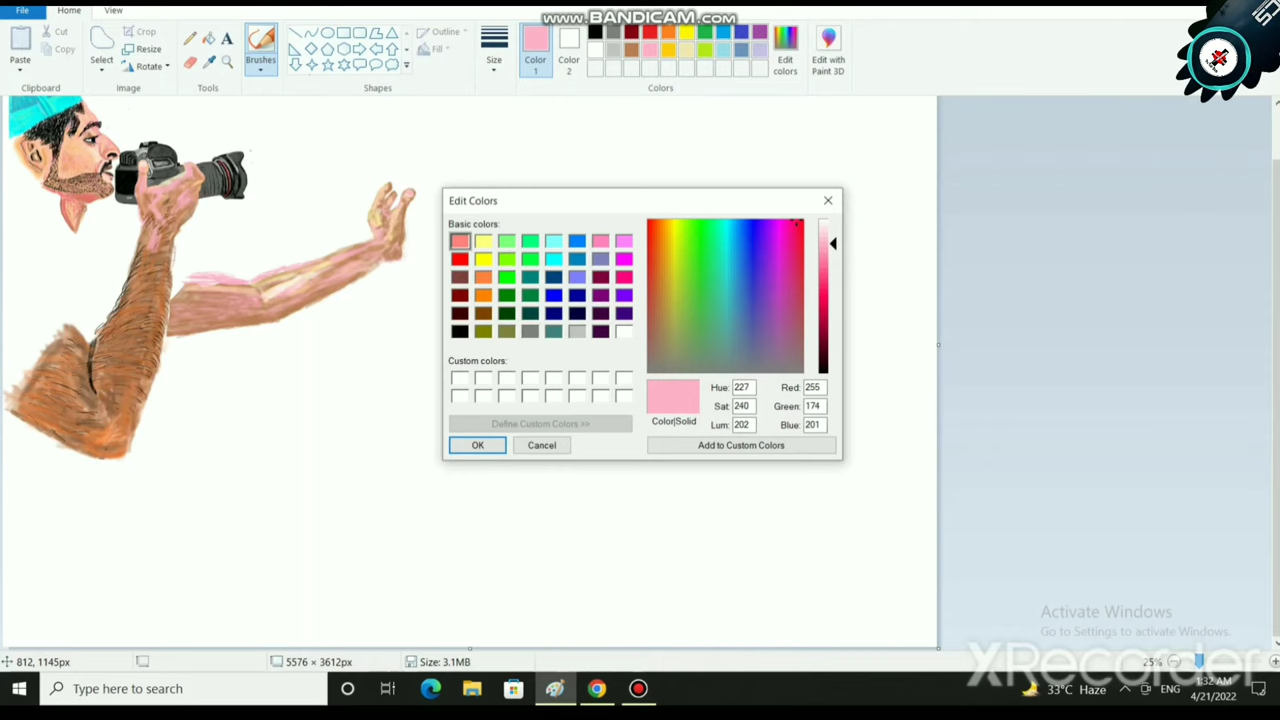 www.BANDICAM.com
File
Home
View
Paste
Cut
Copy
Clipboard
Select
Crop
Resize
Rotate
Image
Tools
Brushes
Shapes
Outline
Fill
Size
Color
1
Color
2
Edit
colors
Colors
Edit with
Paint 3D
Edit Colors
Basic colors:
Custom colors:
Define Custom Colors >>
OK
Cancel
Hue: 227
Sat: 240
Lum: 202
Red: 255
Green: 174
Blue: 201
Color|Solid
Add to Custom Colors
Activate Windows
Go to Settings to activate Windows.
XRecorder
812, 1145px
5576 × 3612px
Size: 3.1MB
25%
Type here to search
33°C Haze
ENG
1:32 AM
4/21/2022